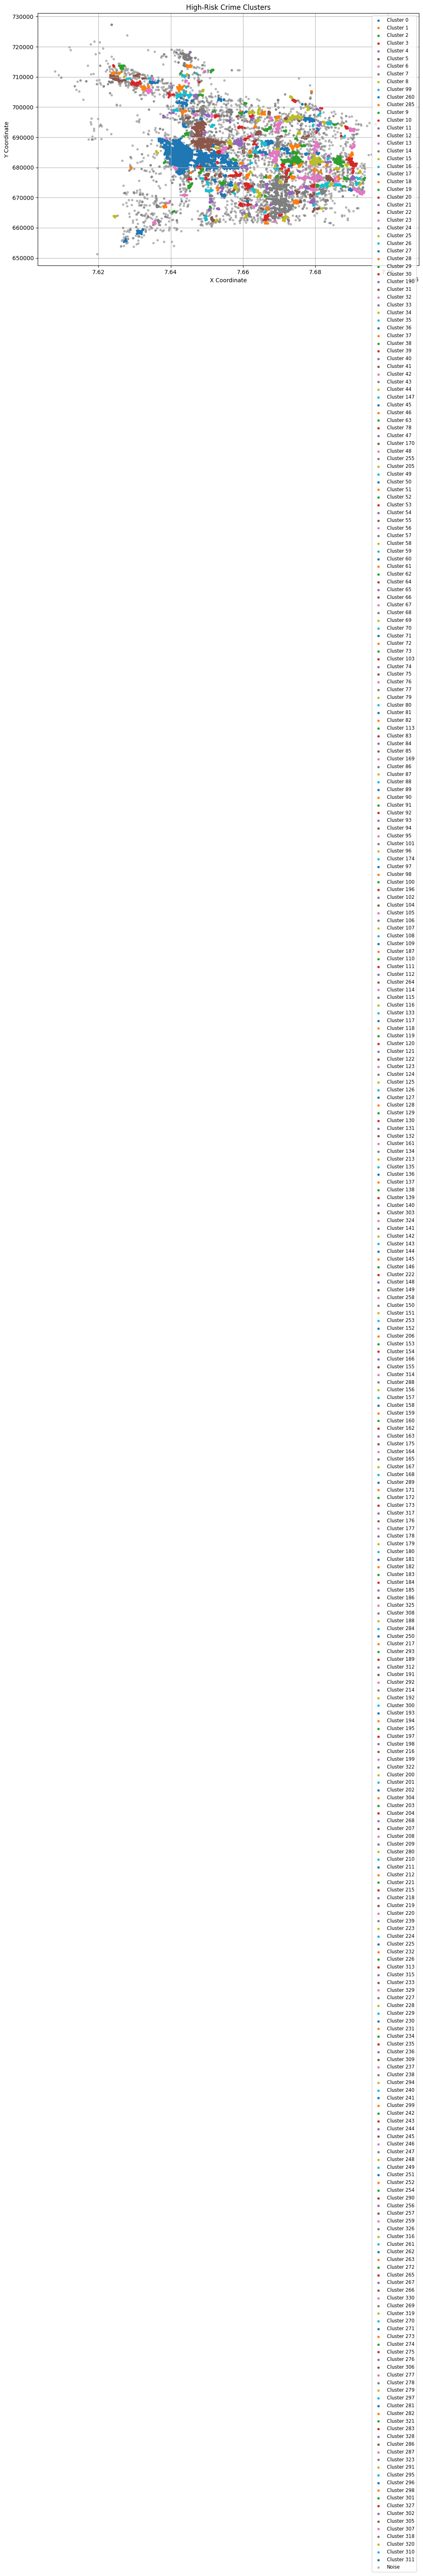 High-Risk Crime Clusters
730000
720000
710000
700000
690000
680000
670000
660000
650000
Y Coordinate
7.62
7.64
7.66
7.68
X Coordinate
Cluster 0
Cluster 1
Cluster 2
Cluster 3
Cluster 4
Cluster 5
Cluster 6
Cluster 7
Cluster 8
Cluster 99
Cluster 260
Cluster 285
Cluster 9
Cluster 10
Cluster 11
Cluster 12
Cluster 13
Cluster 14
Cluster 15
Cluster 16
Cluster 17
Cluster 18
Cluster 19
Cluster 20
Cluster 21
Cluster 22
Cluster 23
Cluster 24
Cluster 25
Cluster 26
Cluster 27
Cluster 28
Cluster 29
Cluster 30
Cluster 190
Cluster 31
Cluster 32
Cluster 33
Cluster 34
Cluster 35
Cluster 36
Cluster 37
Cluster 38
Cluster 39
Cluster 40
Cluster 41
Cluster 42
Cluster 43
Cluster 44
Cluster 147
Cluster 45
Cluster 46
Cluster 63
Cluster 78
Cluster 47
Cluster 170
Cluster 48
Cluster 255
Cluster 205
Cluster 49
Cluster 50
Cluster 51
Cluster 52
Cluster 53
Cluster 54
Cluster 55
Cluster 56
Cluster 57
Cluster 58
Cluster 59
Cluster 60
Cluster 61
Cluster 62
Cluster 64
Cluster 65
Cluster 66
Cluster 67
Cluster 68
Cluster 69
Cluster 70
Cluster 71
Cluster 72
Cluster 73
Cluster 103
Cluster 74
Cluster 75
Cluster 76
Cluster 77
Cluster 79
Cluster 80
Cluster 81
Cluster 82
Cluster 113
Cluster 83
Cluster 84
Cluster 85
Cluster 169
Cluster 86
Cluster 87
Cluster 88
Cluster 89
Cluster 90
Cluster 91
Cluster 92
Cluster 93
Cluster 94
Cluster 95
Cluster 101
Cluster 96
Cluster 174
Cluster 97
Cluster 98
Cluster 100
Cluster 196
Cluster 102
Cluster 104
Cluster 105
Cluster 106
Cluster 107
Cluster 108
Cluster 109
Cluster 187
Cluster 110
Cluster 111
Cluster 112
Cluster 264
Cluster 114
Cluster 115
Cluster 116
Cluster 133
Cluster 117
Cluster 118
Cluster 119
Cluster 120
Cluster 121
Cluster 122
Cluster 123
Cluster 124
Cluster 125
Cluster 126
Cluster 127
Cluster 128
Cluster 129
Cluster 130
Cluster 131
Cluster 132
Cluster 161
Cluster 134
Cluster 213
Cluster 135
Cluster 136
Cluster 137
Cluster 138
Cluster 139
Cluster 140
Cluster 303
Cluster 324
Cluster 141
Cluster 142
Cluster 143
Cluster 144
Cluster 145
Cluster 146
Cluster 222
Cluster 148
Cluster 149
Cluster 258
Cluster 150
Cluster 151
Cluster 253
Cluster 152
Cluster 206
Cluster 153
Cluster 154
Cluster 166
Cluster 155
Cluster 314
Cluster 288
Cluster 156
Cluster 157
Cluster 158
Cluster 159
Cluster 160
Cluster 162
Cluster 163
Cluster 175
Cluster 164
Cluster 165
Cluster 167
Cluster 168
Cluster 289
Cluster 171
Cluster 172
Cluster 173
Cluster 317
Cluster 176
Cluster 177
Cluster 178
Cluster 179
Cluster 180
Cluster 181
Cluster 182
Cluster 183
Cluster 184
Cluster 185
Cluster 186
Cluster 325
Cluster 308
Cluster 188
Cluster 284
Cluster 250
Cluster 217
Cluster 293
Cluster 189
Cluster 312
Cluster 191
Cluster 292
Cluster 214
Cluster 192
Cluster 300
Cluster 193
Cluster 194
Cluster 195
Cluster 197
Cluster 198
Cluster 216
Cluster 199
Cluster 322
Cluster 200
Cluster 201
Cluster 202
Cluster 304
Cluster 203
Cluster 204
Cluster 268
Cluster 207
Cluster 208
Cluster 209
Cluster 280
Cluster 210
Cluster 211
Cluster 212
Cluster 221
Cluster 215
Cluster 218
Cluster 219
Cluster 220
Cluster 239
Cluster 223
Cluster 224
Cluster 225
Cluster 232
Cluster 226
Cluster 313
Cluster 315
Cluster 233
Cluster 329
Cluster 227
Cluster 228
Cluster 229
Cluster 230
Cluster 231
Cluster 234
Cluster 235
Cluster 236
Cluster 309
Cluster 237
Cluster 238
Cluster 294
Cluster 240
Cluster 241
Cluster 299
Cluster 242
Cluster 243
Cluster 244
Cluster 245
Cluster 246
Cluster 247
Cluster 248
Cluster 249
Cluster 251
Cluster 252
Cluster 254
Cluster 290
Cluster 256
Cluster 257
Cluster 259
Cluster 326
Cluster 316
Cluster 261
Cluster 262
Cluster 263
Cluster 272
Cluster 265
Cluster 267
Cluster 266
Cluster 330
Cluster 269
Cluster 319
Cluster 270
Cluster 271
Cluster 273
Cluster 274
Cluster 275
Cluster 276
Cluster 306
Cluster 277
Cluster 278
Cluster 279
Cluster 297
Cluster 281
Cluster 282
Cluster 321
Cluster 283
Cluster 328
Cluster 286
Cluster 287
Cluster 323
Cluster 291
Cluster 295
Cluster 296
Cluster 298
Cluster 301
Cluster 327
Cluster 302
Cluster 305
Cluster 307
Cluster 318
Cluster 320
Cluster 310
Cluster 311
Noise